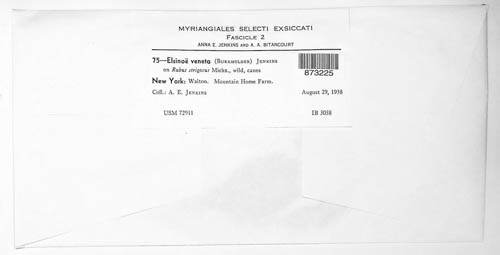 MYRIANGIALES SELECTI EXSICCATI
FASCICLE 2
ANNA E. JENKINS AND A. A. BITANCOURT
75—Elsinoë veneta (BURKHOLDER) JENKINS
on Rubus strigosus Michx., wild, canes
873225
New York: Walton. Mountain Home Farm.
Coll.: A. E. JENKINS August 29, 1938
USM 72911 IB 3058